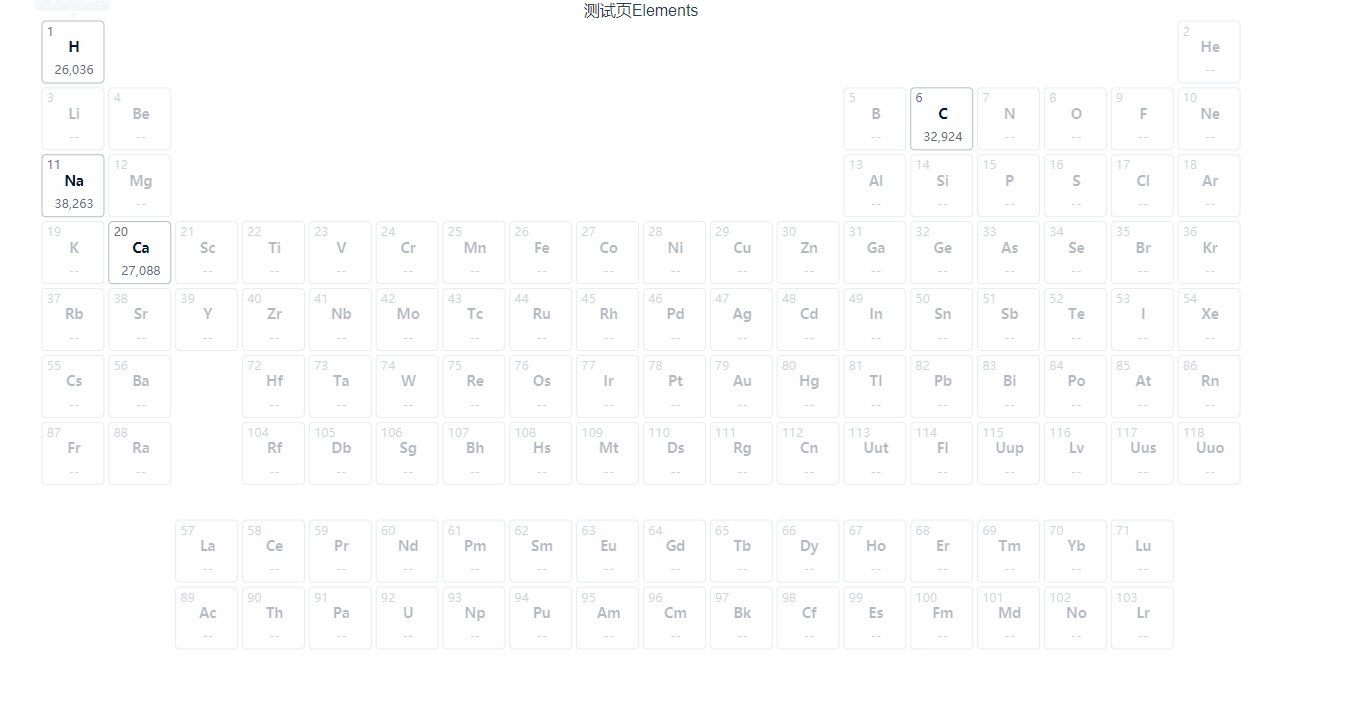 测试页Elements
1 2
H He
26,036 --
3 4 5 6 7 8 9 10
Li Be B C N O F Ne
-- -- -- 32,924 -- -- -- --
11 12 13 14 15 16 17 18
Na Mg Al Si P S Cl Ar
38,263 -- -- -- -- -- -- --
19 20 21 22 23 24 25 26 27 28 29 30 31 32 33 34 35 36
K Ca Sc Ti V Cr Mn Fe Co Ni Cu Zn Ga Ge As Se Br Kr
-- 27,088 -- -- -- -- -- -- -- -- -- -- -- -- -- -- -- --
37 38 39 40 41 42 43 44 45 46 47 48 49 50 51 52 53 54
Rb Sr Y Zr Nb Mo Tc Ru Rh Pd Ag Cd In Sn Sb Te I Xe
-- -- -- -- -- -- -- -- -- -- -- -- -- -- -- -- -- --
55 56 72 73 74 75 76 77 78 79 80 81 82 83 84 85 86
Cs Ba Hf Ta W Re Os Ir Pt Au Hg Tl Pb Bi Po At Rn
-- -- -- -- -- -- -- -- -- -- -- -- -- -- -- -- --
87 88 104 105 106 107 108 109 110 111 112 113 114 115 116 117 118
Fr Ra Rf Db Sg Bh Hs Mt Ds Rg Cn Uut Fl Uup Lv Uus Uuo
-- -- -- -- -- -- -- -- -- -- -- -- -- -- -- -- --
57 58 59 60 61 62 63 64 65 66 67 68 69 70 71
La Ce Pr Nd Pm Sm Eu Gd Tb Dy Ho Er Tm Yb Lu
-- -- -- -- -- -- -- -- -- -- -- -- -- -- --
89 90 91 92 93 94 95 96 97 98 99 100 101 102 103
Ac Th Pa U Np Pu Am Cm Bk Cf Es Fm Md No Lr
-- -- -- -- -- -- -- -- -- -- -- -- -- -- --